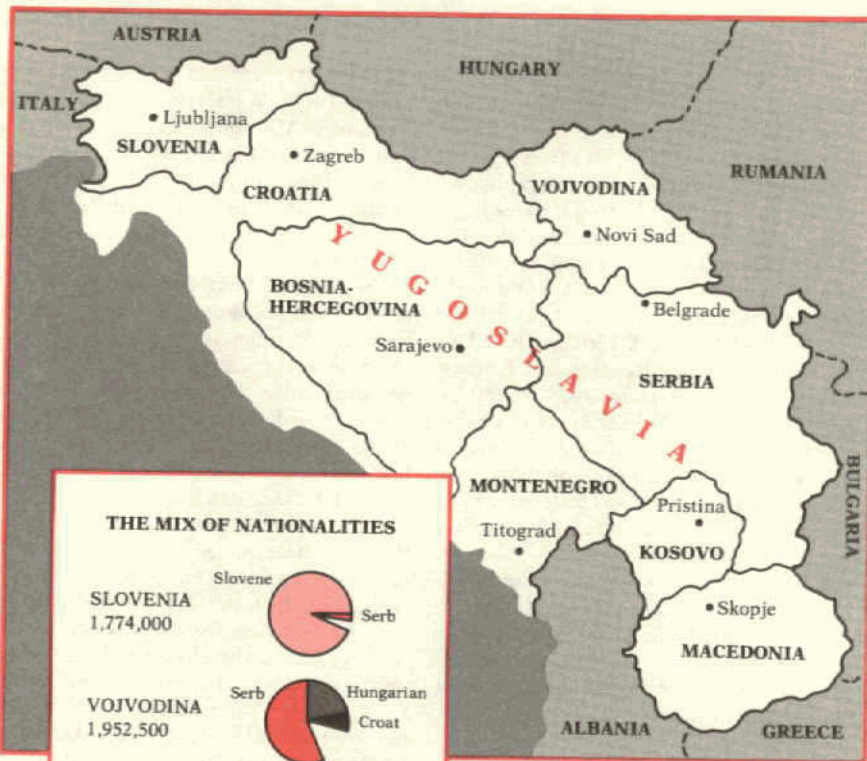 AUSTRIA
HUNGARY
ITALY
Ljubljana
SLOVENIA
Zagreb
CROATIA
VOJVODINA
RUMANIA
Novi Sad
YUGOSLAVIA
BOSNIA-
HERCEGOVINA
Belgrade
Sarajevo
SERBIA
BULGARIA
MONTENEGRO
Pristina
Titograd
KOSOVO
Skopje
MACEDONIA
ALBANIA
GREECE
THE MIX OF NATIONALITIES
Slovene
SLOVENIA
1,774,000
Serb
Serb
Hungarian
VOJVODINA
1,952,500
Croat